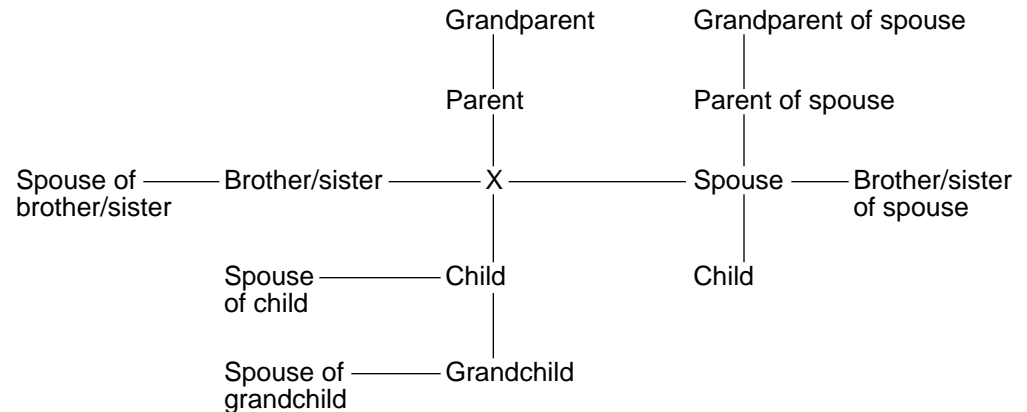 Grandparent
Grandparent of spouse
Parent
Parent of spouse
Spouse of
brother/sister
Brother/sister
X
Spouse
Brother/sister
of spouse
Spouse
of child
Child
Child
Spouse of
grandchild
Grandchild